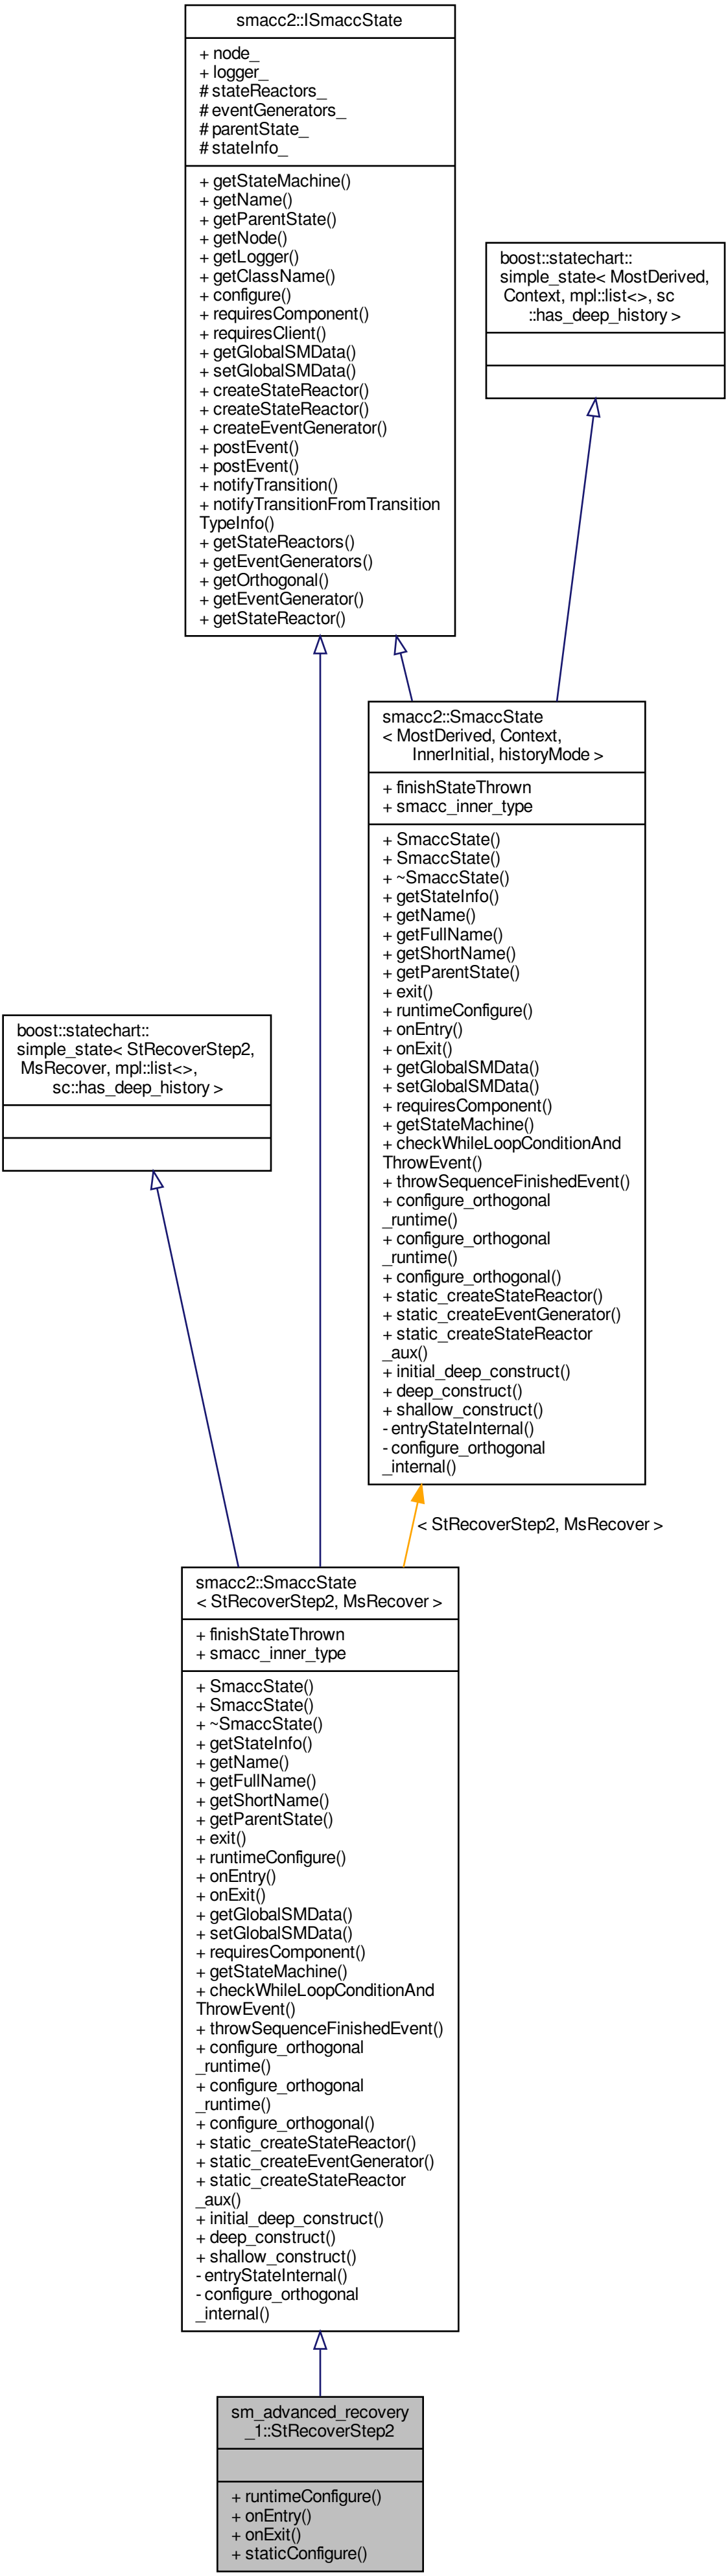 smacc2::ISmaccState
+ node_
+ logger_
# stateReactors_
# eventGenerators_
# parentState_
# stateInfo_
+ getStateMachine()
+ getName()
+ getParentState()
+ getNode()
+ getLogger()
+ getClassName()
+ configure()
+ requiresComponent()
+ requiresClient()
+ getGlobalSMData()
+ setGlobalSMData()
+ createStateReactor()
+ createStateReactor()
+ createEventGenerator()
+ postEvent()
+ postEvent()
+ notifyTransition()
+ notifyTransitionFromTransition
TypeInfo()
+ getStateReactors()
+ getEventGenerators()
+ getOrthogonal()
+ getEventGenerator()
+ getStateReactor()
boost::statechart::
simple_state< MostDerived,
Context, mpl::list<>, sc
::has_deep_history >
smacc2::SmaccState
< MostDerived, Context,
InnerInitial, historyMode >
+ finishStateThrown
+ smacc_inner_type
+ SmaccState()
+ SmaccState()
+ ~SmaccState()
+ getStateInfo()
+ getName()
+ getFullName()
+ getShortName()
+ getParentState()
+ exit()
+ runtimeConfigure()
+ onEntry()
+ onExit()
+ getGlobalSMData()
+ setGlobalSMData()
+ requiresComponent()
+ getStateMachine()
+ checkWhileLoopConditionAnd
ThrowEvent()
+ throwSequenceFinishedEvent()
+ configure_orthogonal
_runtime()
+ configure_orthogonal
_runtime()
+ configure_orthogonal()
+ static_createStateReactor()
+ static_createEventGenerator()
+ static_createStateReactor
_aux()
+ initial_deep_construct()
+ deep_construct()
+ shallow_construct()
- entryStateInternal()
- configure_orthogonal
_internal()
boost::statechart::
simple_state< StRecoverStep2,
MsRecover, mpl::list<>,
sc::has_deep_history >
< StRecoverStep2, MsRecover >
smacc2::SmaccState
< StRecoverStep2, MsRecover >
+ finishStateThrown
+ smacc_inner_type
+ SmaccState()
+ SmaccState()
+ ~SmaccState()
+ getStateInfo()
+ getName()
+ getFullName()
+ getShortName()
+ getParentState()
+ exit()
+ runtimeConfigure()
+ onEntry()
+ onExit()
+ getGlobalSMData()
+ setGlobalSMData()
+ requiresComponent()
+ getStateMachine()
+ checkWhileLoopConditionAnd
ThrowEvent()
+ throwSequenceFinishedEvent()
+ configure_orthogonal
_runtime()
+ configure_orthogonal
_runtime()
+ configure_orthogonal()
+ static_createStateReactor()
+ static_createEventGenerator()
+ static_createStateReactor
_aux()
+ initial_deep_construct()
+ deep_construct()
+ shallow_construct()
- entryStateInternal()
- configure_orthogonal
_internal()
sm_advanced_recovery
_1::StRecoverStep2
+ runtimeConfigure()
+ onEntry()
+ onExit()
+ staticConfigure()